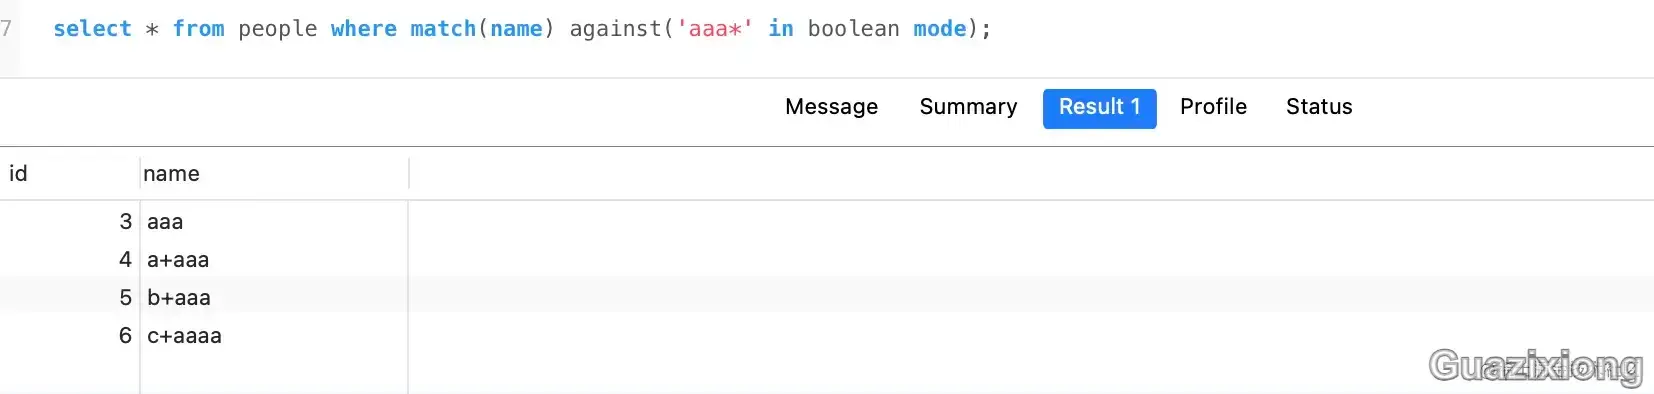 7 select * from people where match(name) against('aaa*' in boolean mode);
Message Summary Result 1 Profile Status
id name
3 aaa
4 a+aaa
5 b+aaa
6 c+aaaa
Guazixiong